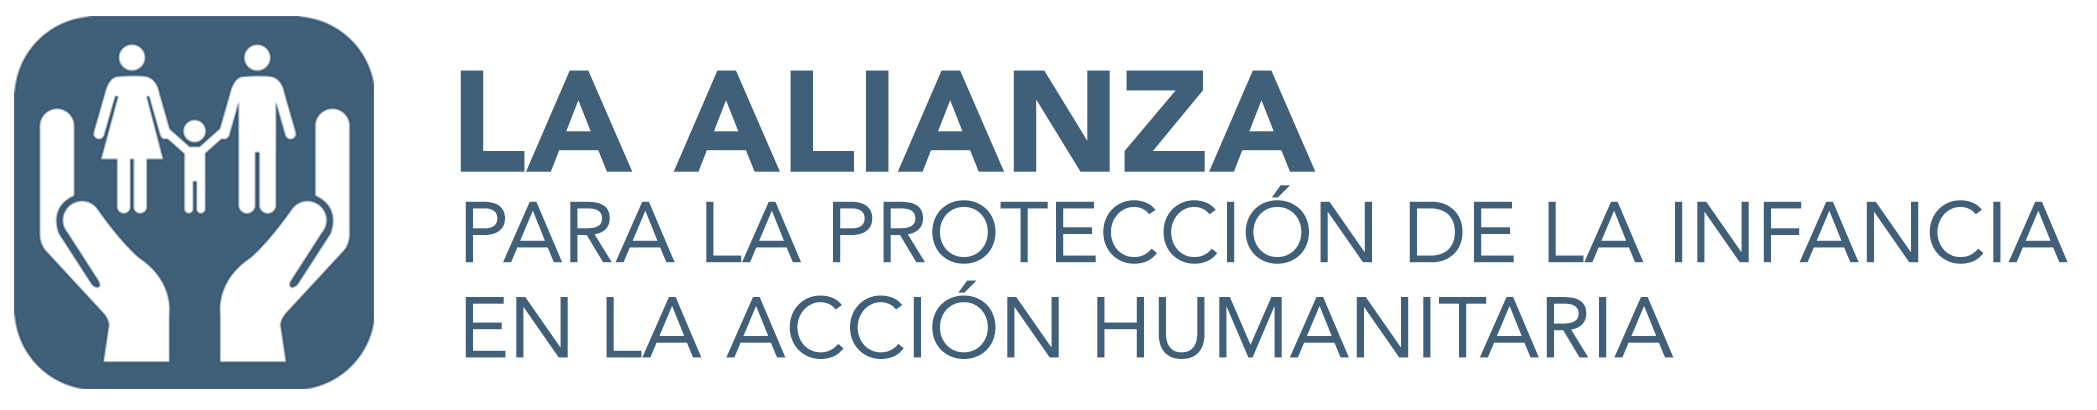 LA ALIANZA
PARA LA PROTECCIÓN DE LA INFANCIA
EN LA ACCIÓN HUMANITARIA